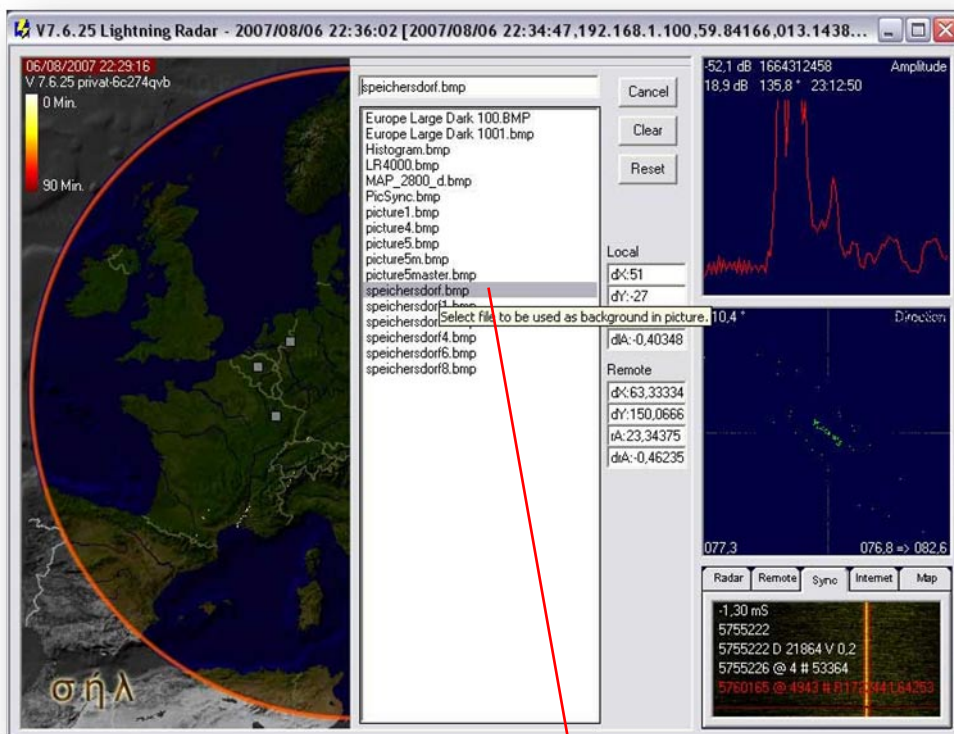 V7.6.25 Lightning Radar - 2007/08/06 22:36:02 [2007/08/06 22:34:47,192.168.1.100,59.84166,013.1438...
06/08/2007 22:29:16
V 7.6.25 privat-6c274qvb
0 Min.
90 Min.
σήλ
speichersdorf.bmp
Europe Large Dark 100.BMP
Europe Large Dark 1001.bmp
Histogram.bmp
LR4000.bmp
MAP_2800_d.bmp
PicSync.bmp
picture1.bmp
picture4.bmp
picture5.bmp
picture5m.bmp
picture5master.bmp
speichersdorf.bmp
speichersdorf1.bmp
Select file to be used as background in picture.
speichersdorf4.bmp
speichersdorf6.bmp
speichersdorf8.bmp
Cancel
Clear
Reset
Local
dX:51
dY:-27
dlA:-0,40348
Remote
dX:63,33334
dY:150,0666
rA:23,34375
drA:-0,46235
-52,1 dB 1664312458 Amplitude
18,9 dB 135,8° 23:12:50
10,4° Direction
077,3 076,8 => 082,6
Radar Remote Sync Internet Map
-1,30 mS
5755222
5755222 D 21864 V 0,2
5755226 @ 4 # 53364
5760165 @ 4943 #